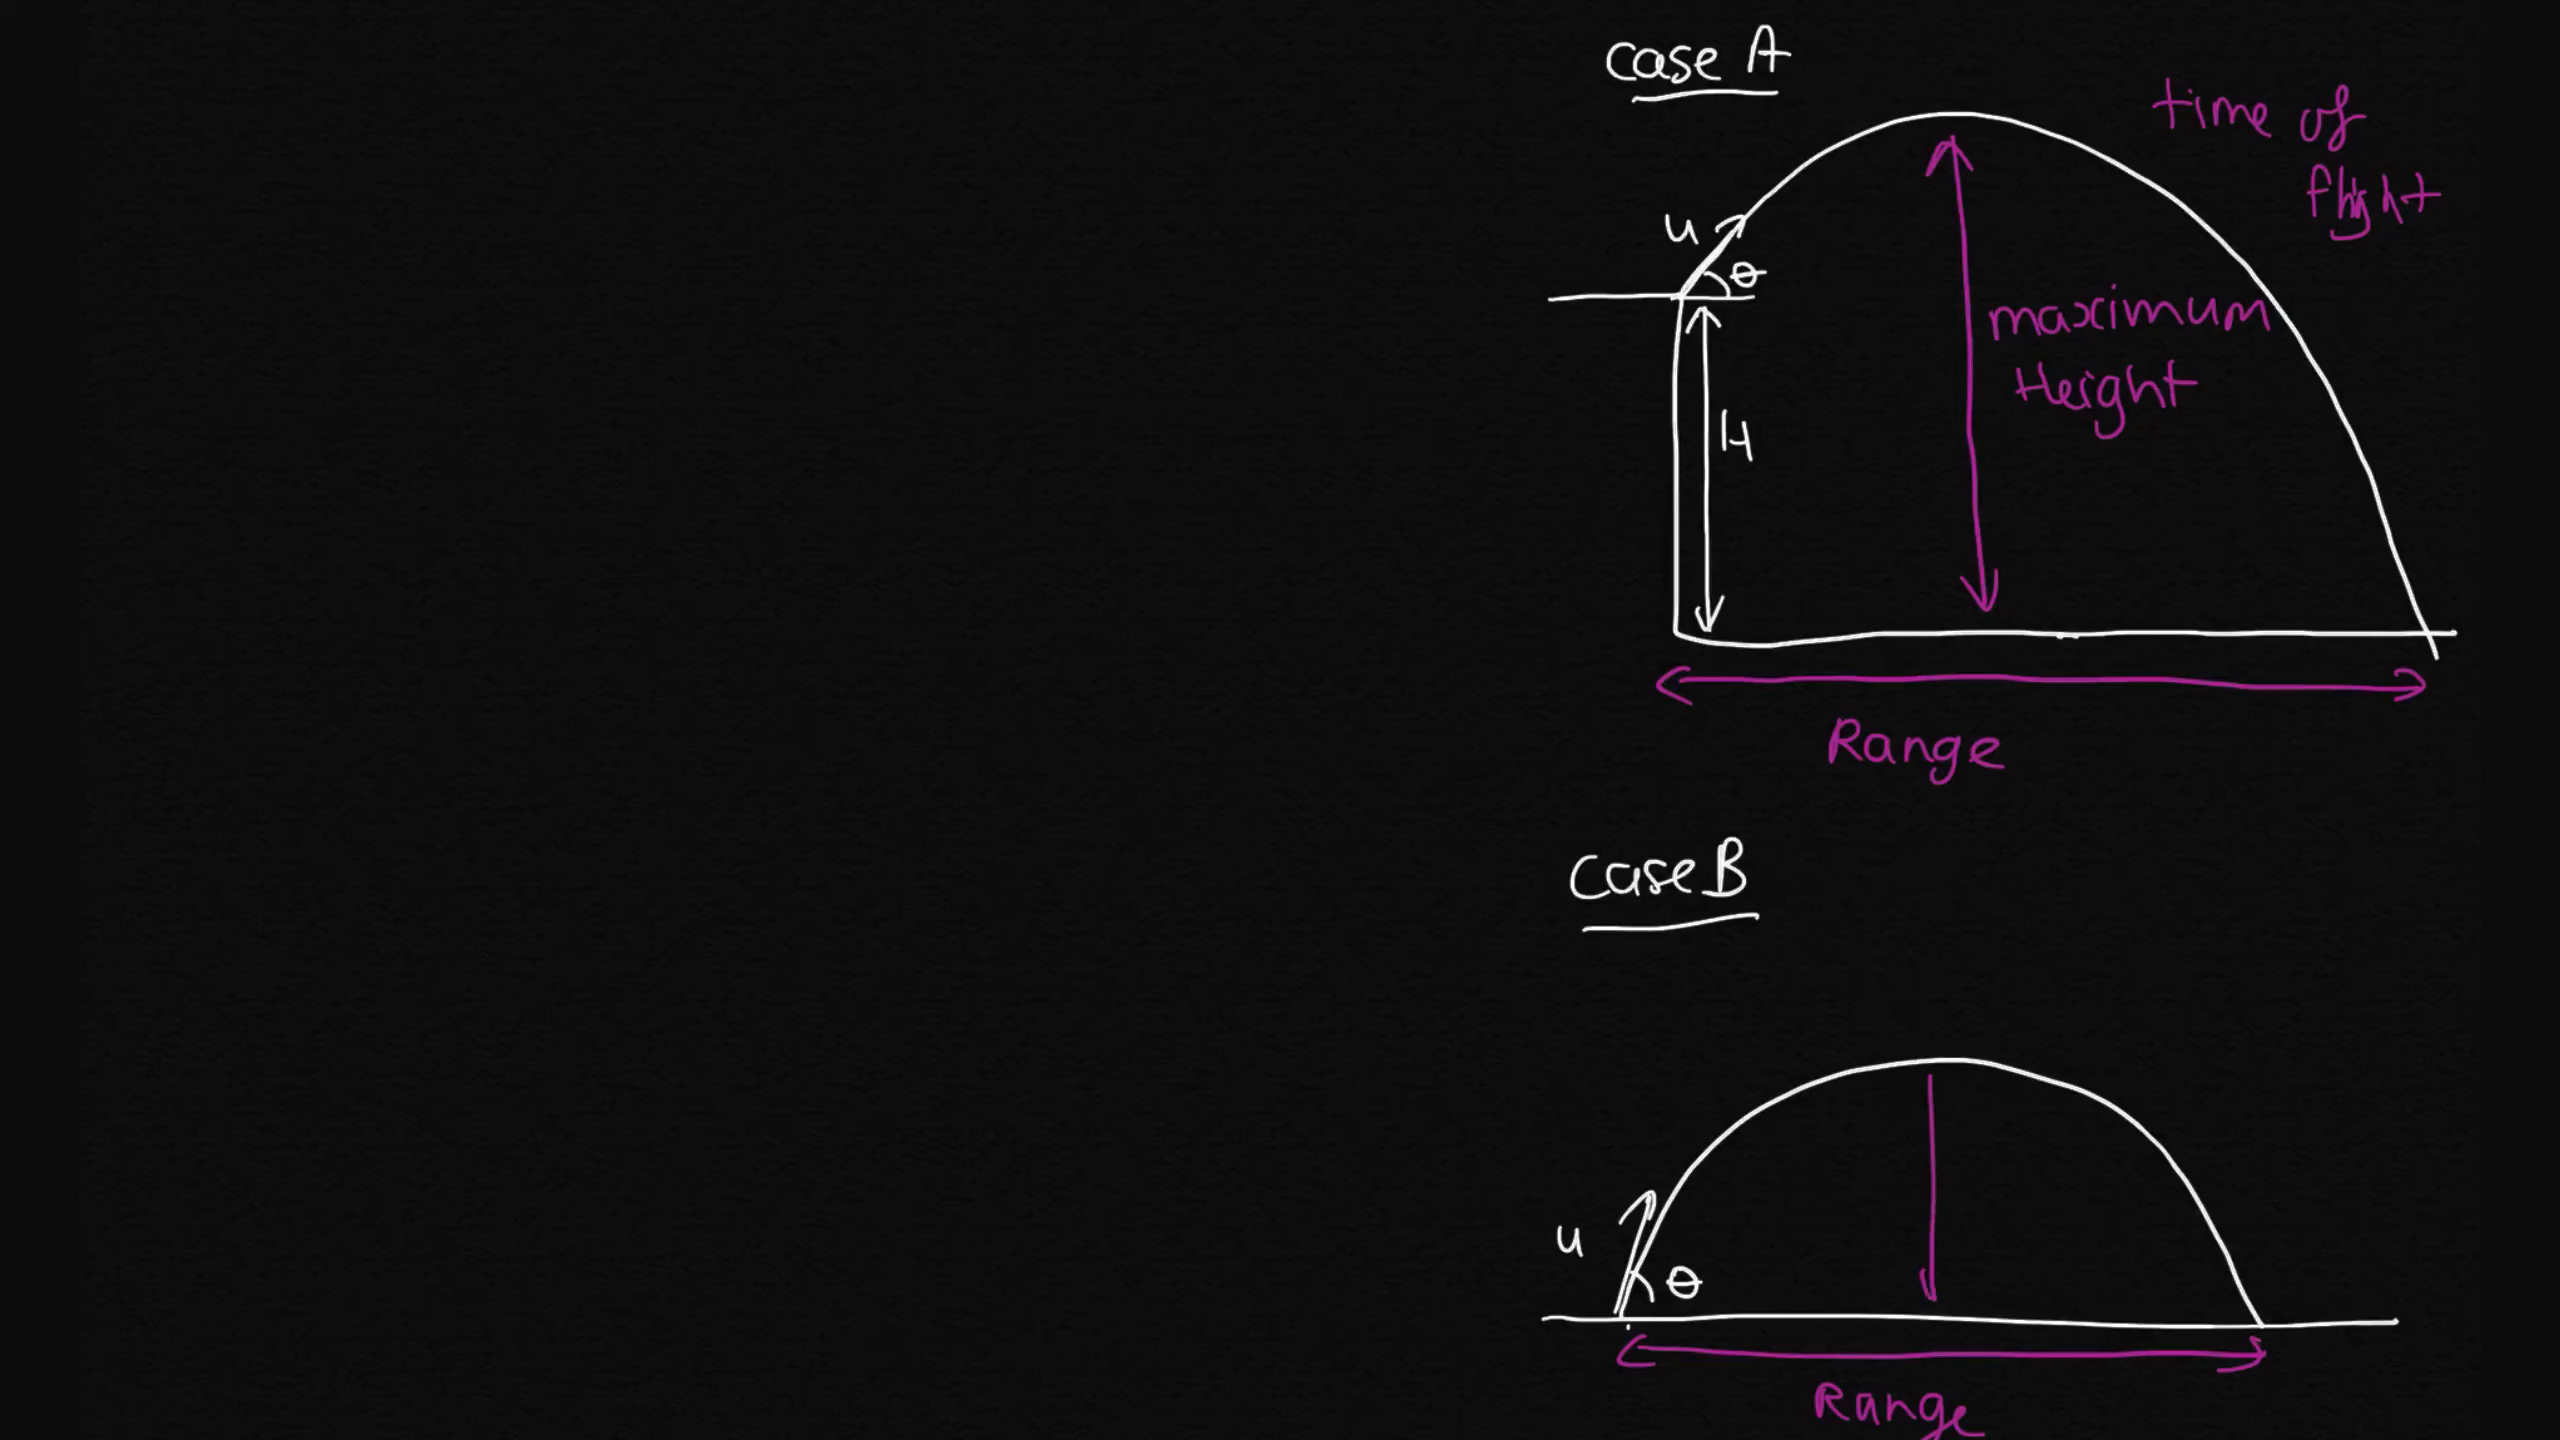 case A
time of
flight
u
θ
maximum
Height
H
Range
case B
u
θ
Range